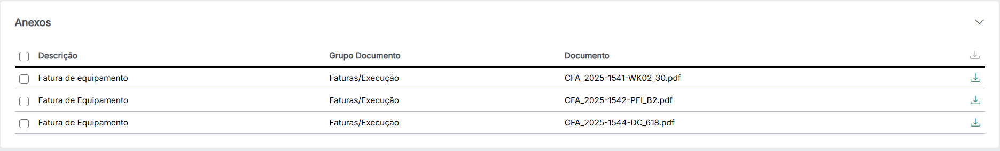 Anexos
Descrição Grupo Documento Documento
Fatura de equipamento Faturas/Execução CFA_2025-1541-WK02_30.pdf
Fatura de Equipamento Faturas/Execução CFA_2025-1542-PFI_B2.pdf
Fatura de Equipamento Faturas/Execução CFA_2025-1544-DC_618.pdf